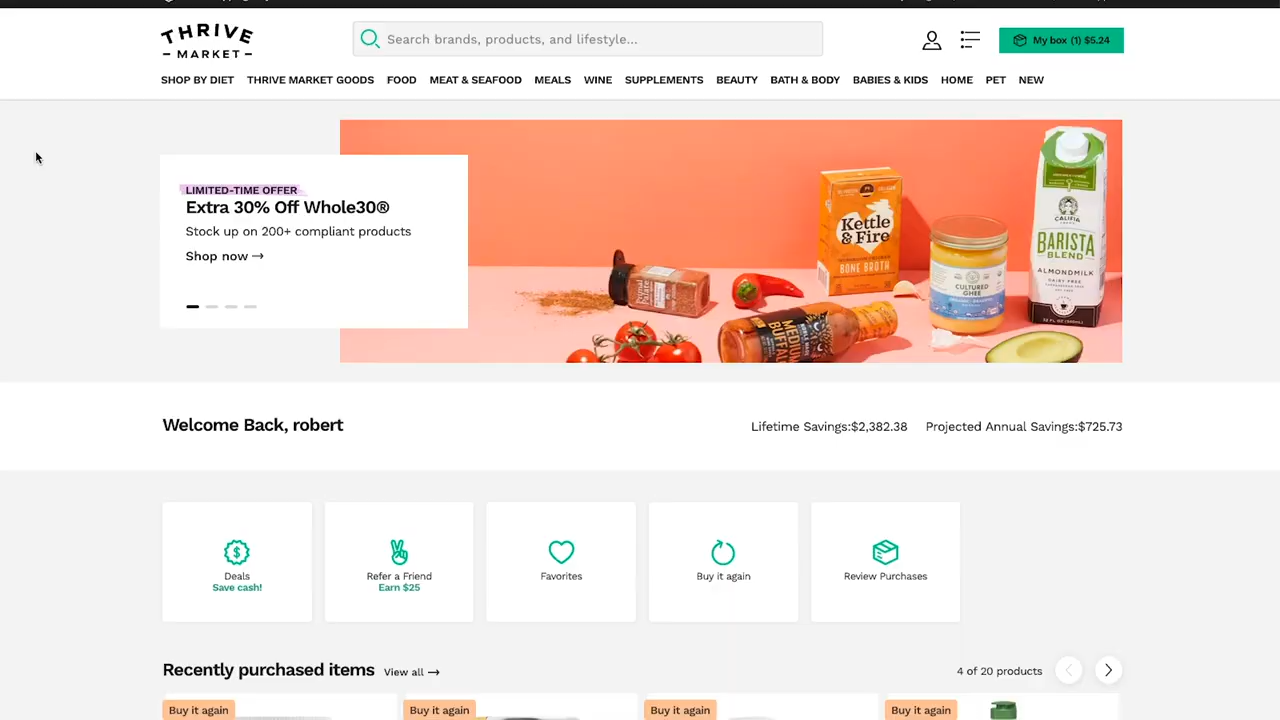 THRIVE
MARKET
Search brands, products, and lifestyle...
My box (1) $5.24
SHOP BY DIET THRIVE MARKET GOODS FOOD MEAT & SEAFOOD MEALS WINE SUPPLEMENTS BEAUTY BATH & BODY BABIES & KIDS HOME PET NEW
LIMITED-TIME OFFER
Extra 30% Off Whole30®
Stock up on 200+ compliant products
Shop now →
Kettle
& Fire
BONE BROTH
CULTURED
GHEE
CALIFIA
BARISTA
BLEND
ALMONDMILK
DAIRY FREE
MEDIUM
BUFFALO
Welcome Back, robert
Lifetime Savings:$2,382.38 Projected Annual Savings:$725.73
Deals
Save cash!
Refer a Friend
Earn $25
Favorites
Buy it again
Review Purchases
Recently purchased items View all →
4 of 20 products
Buy it again Buy it again Buy it again Buy it again